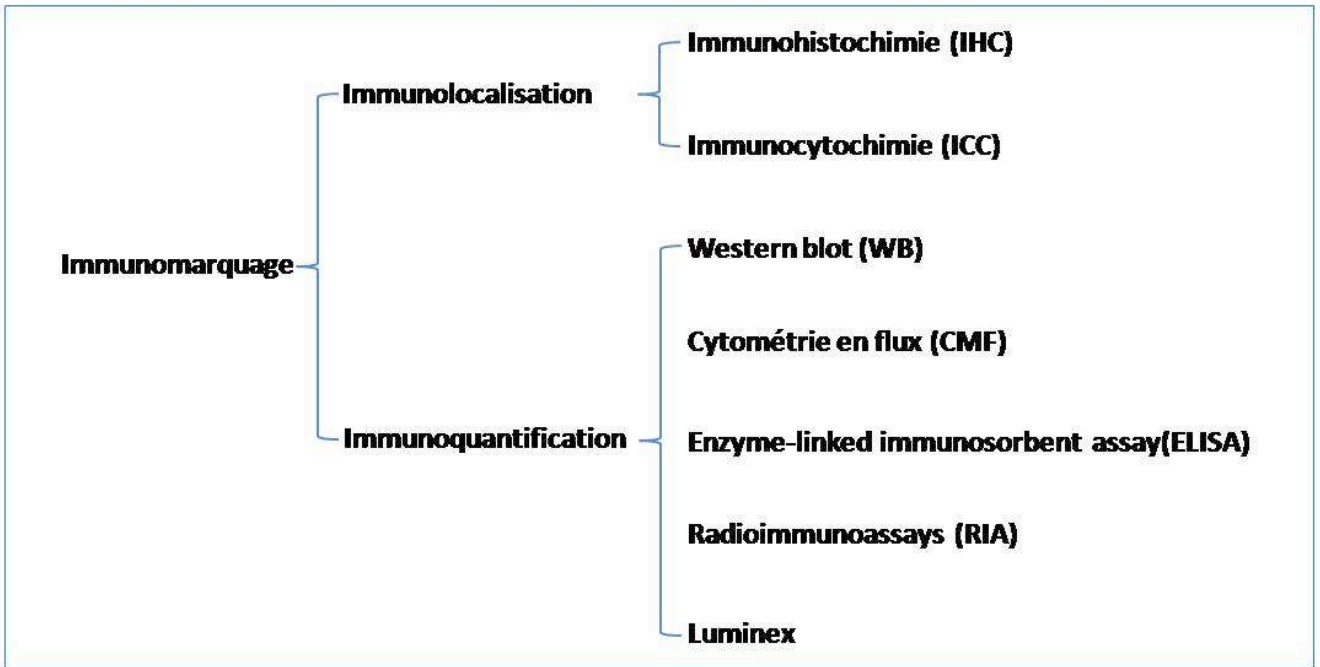 Immunomarquage
Immunolocalisation
Immunohistochimie (IHC)
Immunocytochimie (ICC)
Immunoquantification
Western blot (WB)
Cytométrie en flux (CMF)
Enzyme-linked immunosorbent assay(ELISA)
Radioimmunoassays (RIA)
Luminex